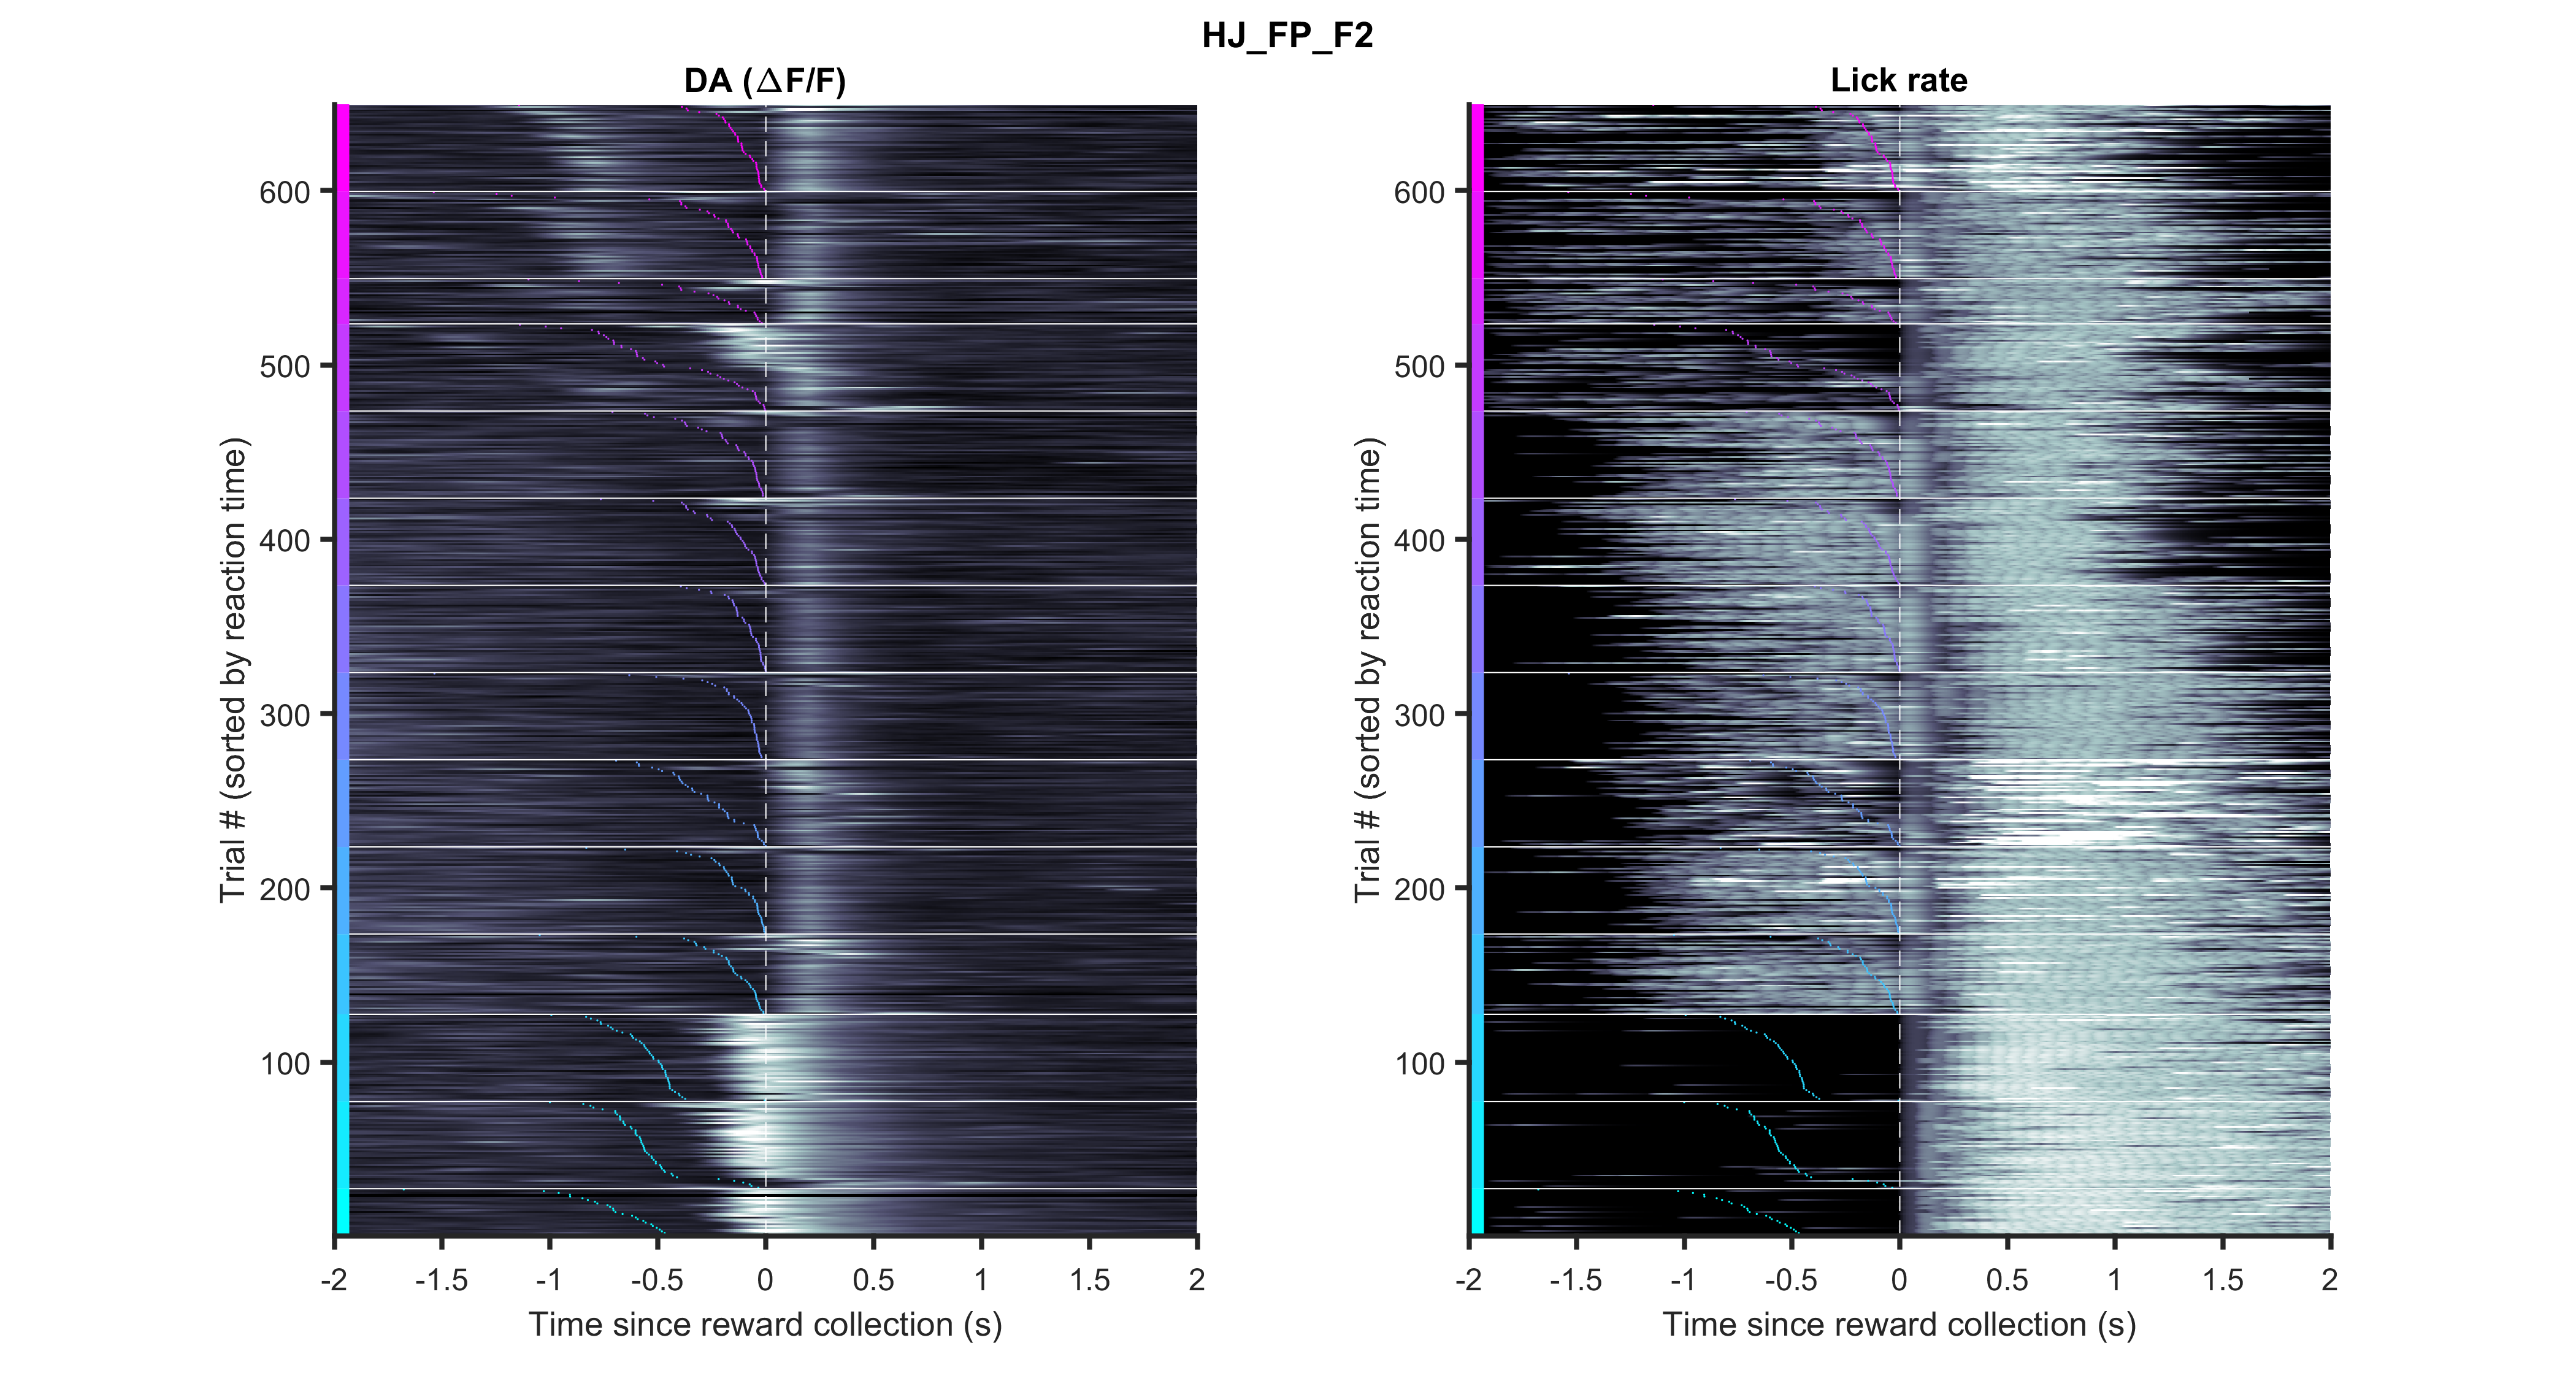 HJ_FP_F2
DA (ΔF/F)
Trial # (sorted by reaction time)
600
500
400
300
200
100
-2 -1.5 -1 -0.5 0 0.5 1 1.5 2
Time since reward collection (s)
Lick rate
Trial # (sorted by reaction time)
600
500
400
300
200
100
-2 -1.5 -1 -0.5 0 0.5 1 1.5 2
Time since reward collection (s)